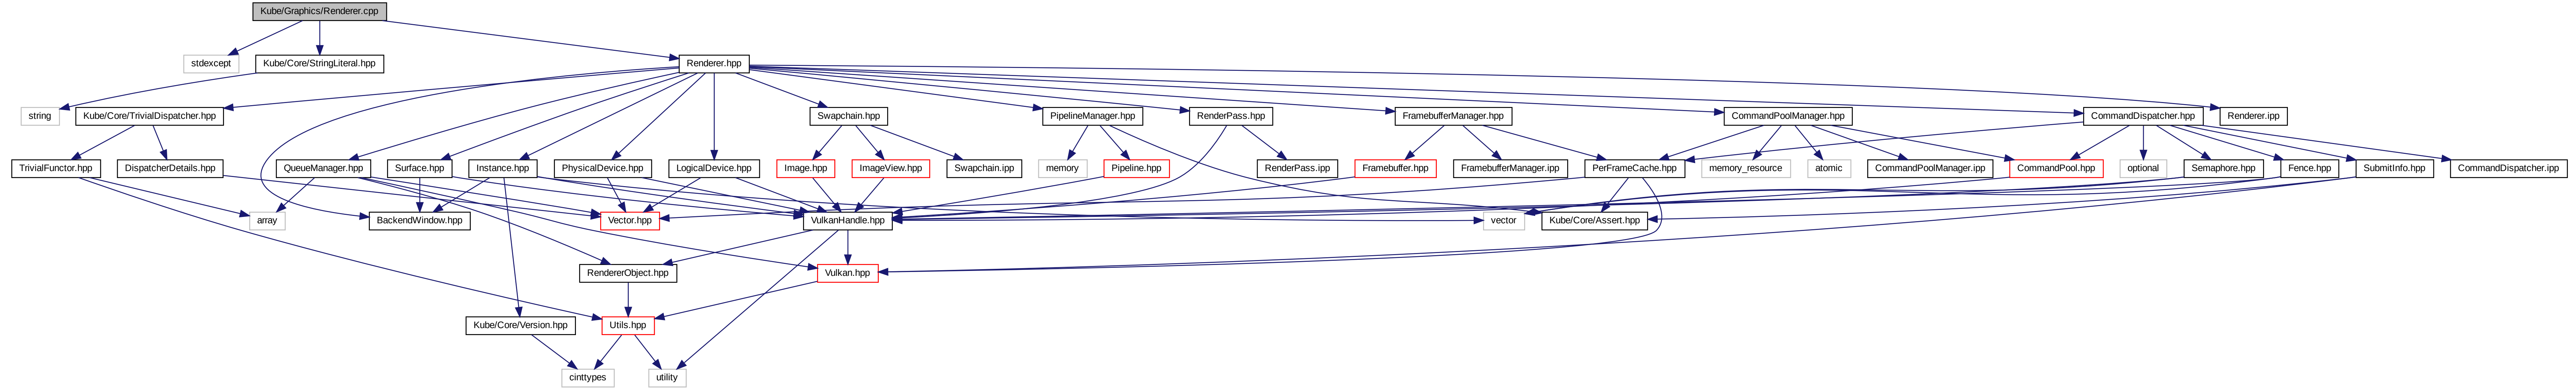 Kube/Graphics/Renderer.cpp
stdexcept
Kube/Core/StringLiteral.hpp
Renderer.hpp
string
Kube/Core/TrivialDispatcher.hpp
Swapchain.hpp
PipelineManager.hpp
RenderPass.hpp
FramebufferManager.hpp
CommandPoolManager.hpp
CommandDispatcher.hpp
Renderer.ipp
TrivialFunctor.hpp
DispatcherDetails.hpp
QueueManager.hpp
Surface.hpp
Instance.hpp
PhysicalDevice.hpp
LogicalDevice.hpp
Image.hpp
ImageView.hpp
Swapchain.ipp
memory
Pipeline.hpp
RenderPass.ipp
Framebuffer.hpp
FramebufferManager.ipp
PerFrameCache.hpp
memory_resource
atomic
CommandPoolManager.ipp
CommandPool.hpp
optional
Semaphore.hpp
Fence.hpp
SubmitInfo.hpp
CommandDispatcher.ipp
array
BackendWindow.hpp
Vector.hpp
VulkanHandle.hpp
vector
Kube/Core/Assert.hpp
RendererObject.hpp
Vulkan.hpp
Kube/Core/Version.hpp
Utils.hpp
cinttypes
utility